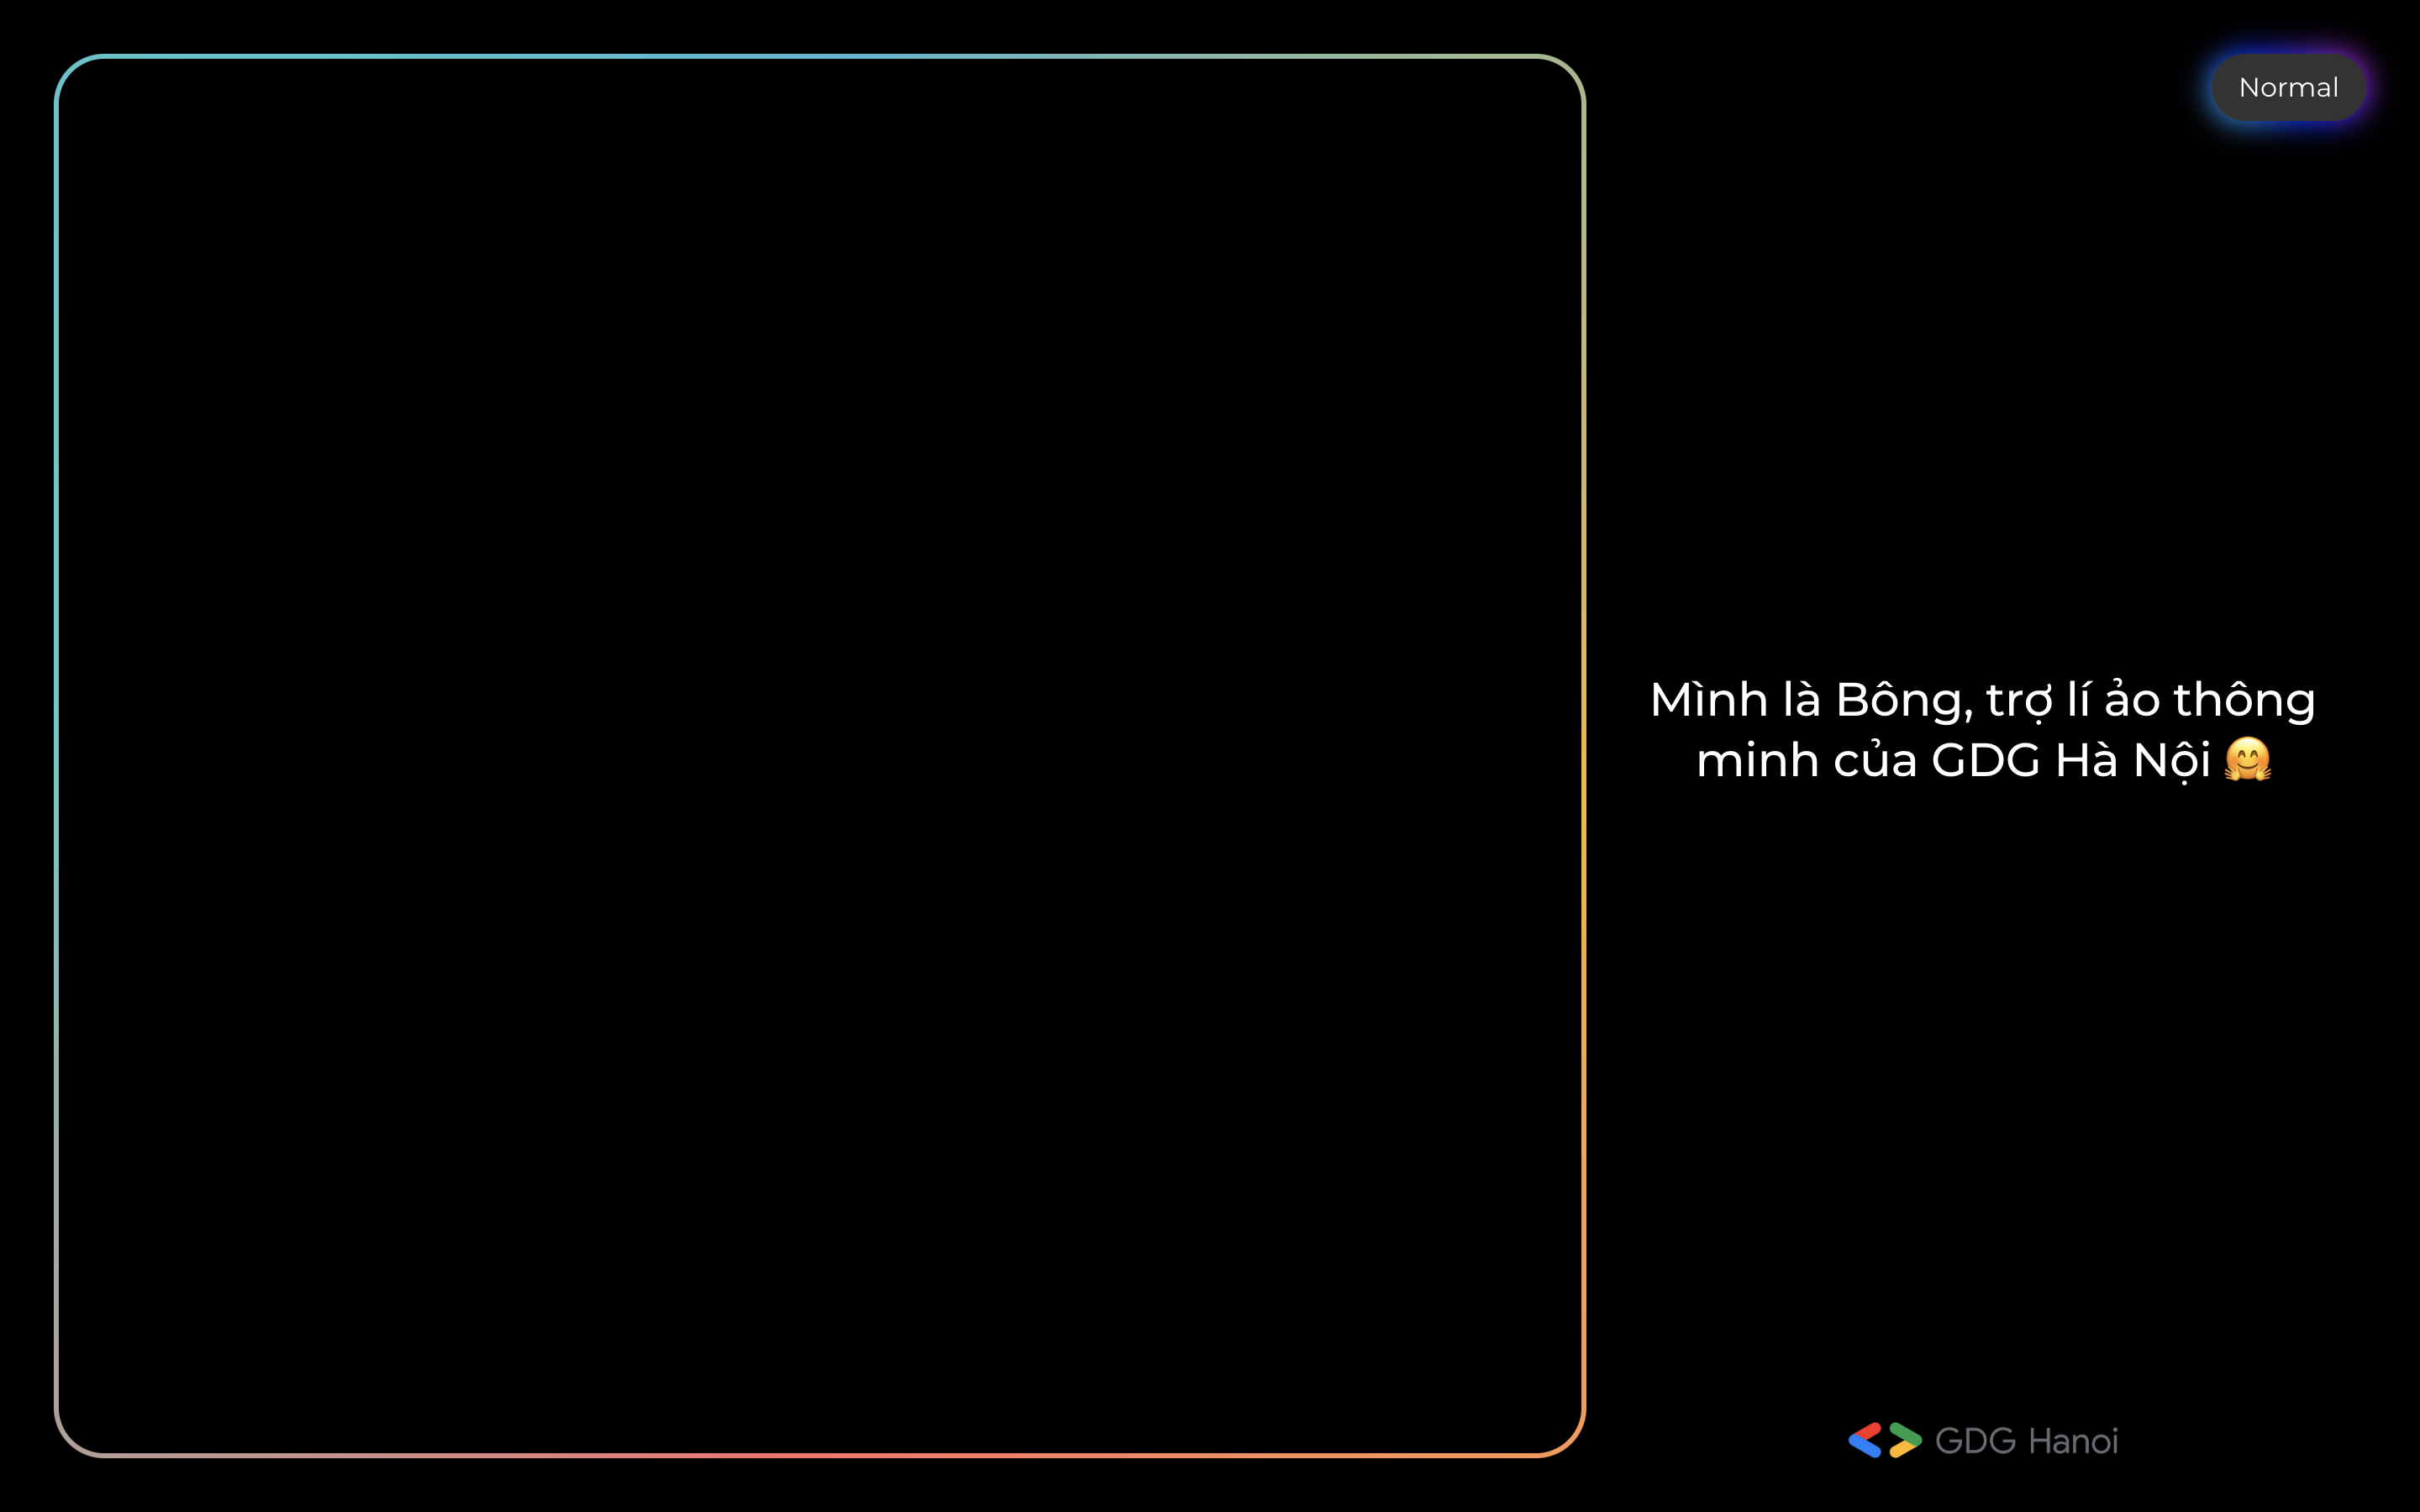 Normal
Mình là Bông, trợ lí ảo thông
minh của GDG Hà Nội 🤗
GDG Hanoi